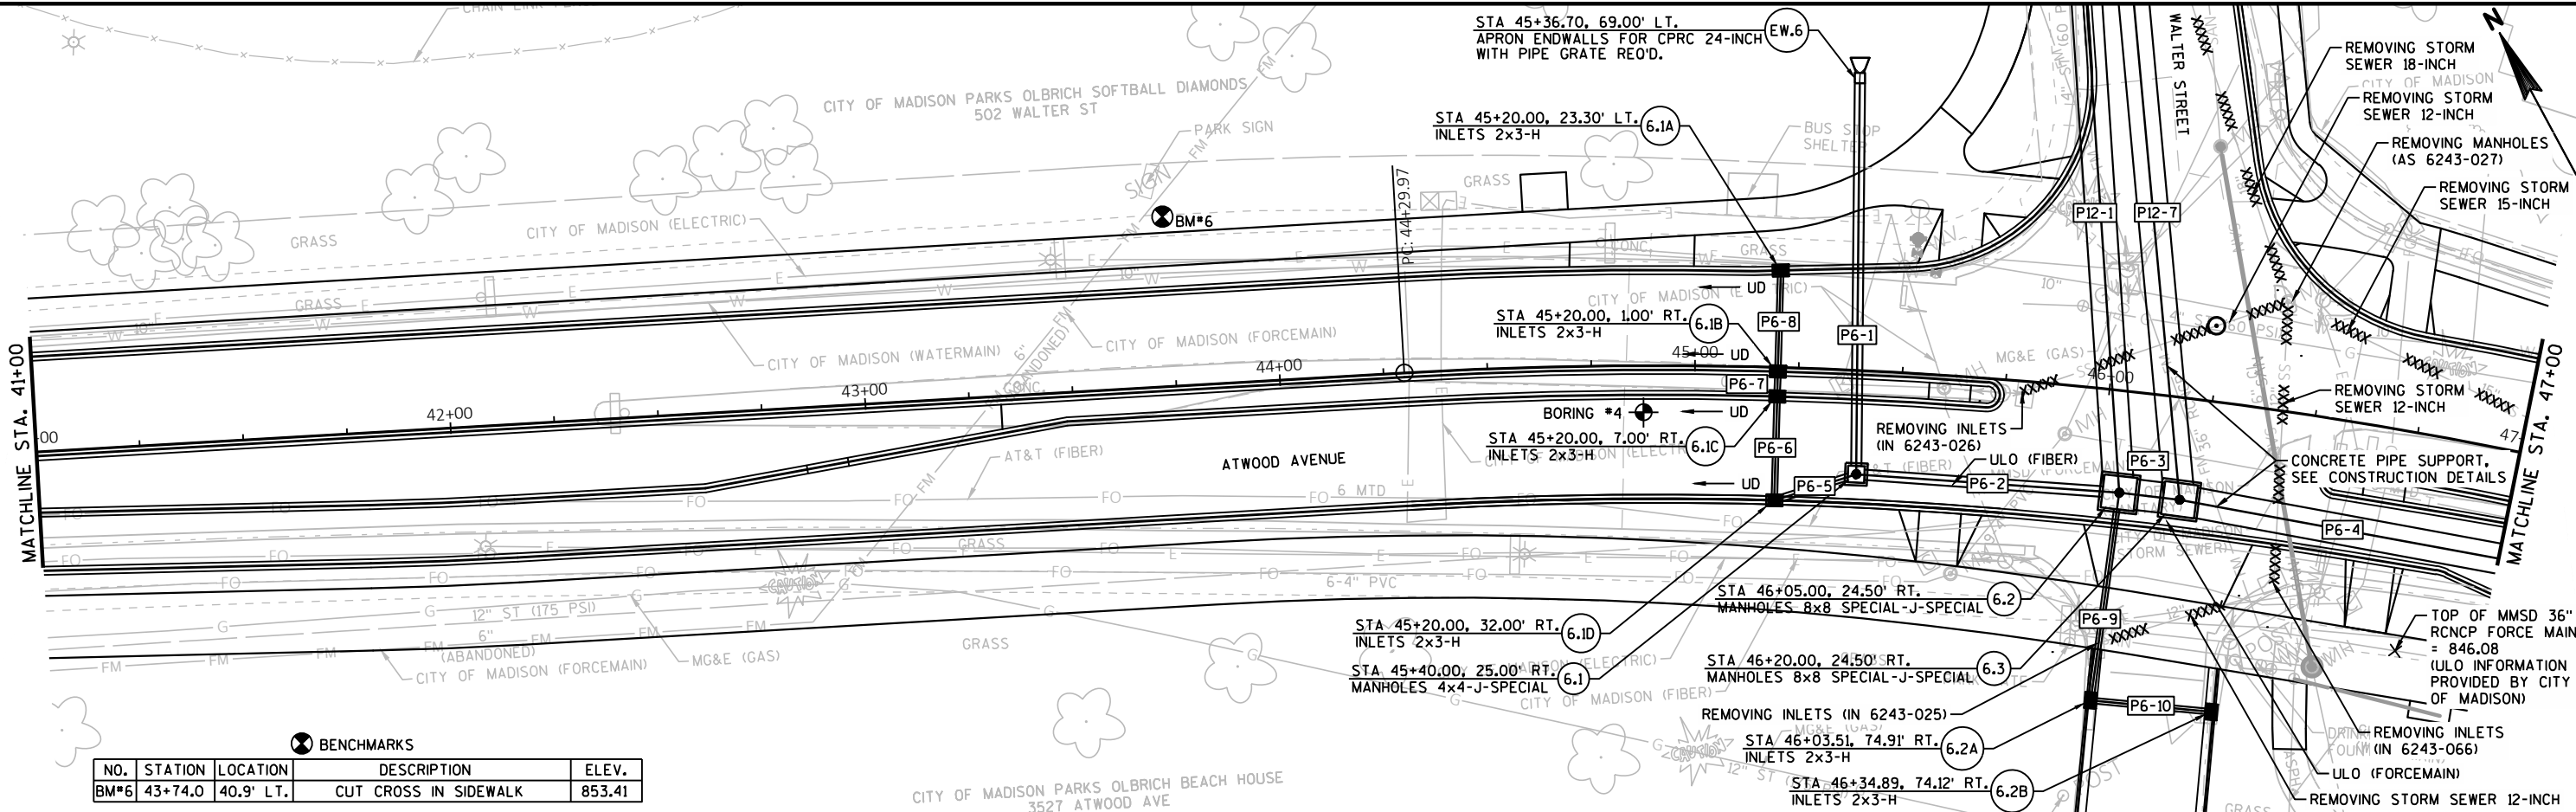 STA 45+36.70, 69.00' LT.
APRON ENDWALLS FOR CPRC 24-INCH
WITH PIPE GRATE REQ'D.
EW.6
WALTER STREET
N
REMOVING STORM
SEWER 18-INCH
CITY OF MADISON
REMOVING STORM
SEWER 12-INCH
REMOVING MANHOLES
(AS 6243-027)
REMOVING STORM
SEWER 15-INCH
CITY OF MADISON PARKS OLBRICH SOFTBALL DIAMONDS
502 WALTER ST
STA 45+20.00, 23.30' LT.
INLETS 2x3-H
6.1A
PARK SIGN
SIGN
BUS STOP
SHELTER
GRASS
BM#6
PC: 44+29.97
P12-1
P12-7
CITY OF MADISON (ELECTRIC)
GRASS
GRASS
GRASS
UD
STA 45+20.00, 1.00' RT.
INLETS 2x3-H
6.1B
P6-8
P6-1
CITY OF MADISON (WATERMAIN)
CITY OF MADISON (FORCEMAIN)
6"
(ABANDONED)
MG&E (GAS)
MATCHLINE STA. 41+00
42+00
43+00
44+00
45+00
46+00
UD
P6-7
BORING #4
UD
STA 45+20.00, 7.00' RT.
INLETS 2x3-H
6.1C
P6-6
REMOVING INLETS
(IN 6243-026)
REMOVING STORM
SEWER 12-INCH
MATCHLINE STA. 47+00
ATWOOD AVENUE
AT&T (FIBER)
UD
P6-5
ULO (FIBER)
P6-2
P6-3
CONCRETE PIPE SUPPORT,
SEE CONSTRUCTION DETAILS
P6-4
6 MTD
6-4" PVC
GRASS
12" ST (175 PSI)
6"
(ABANDONED)
CITY OF MADISON (FORCEMAIN)
MG&E (GAS)
GRASS
STA 46+05.00, 24.50' RT.
MANHOLES 8x8 SPECIAL-J-SPECIAL
6.2
STA 45+20.00, 32.00' RT.
INLETS 2x3-H
6.1D
STA 45+40.00, 25.00' RT.
MANHOLES 4x4-J-SPECIAL
6.1
STA 46+20.00, 24.50' RT.
MANHOLES 8x8 SPECIAL-J-SPECIAL
6.3
P6-9
TOP OF MMSD 36"
RCNCP FORCE MAIN
= 846.08
(ULO INFORMATION
PROVIDED BY CITY
OF MADISON)
CITY OF MADISON (FIBER)
REMOVING INLETS (IN 6243-025)
P6-10
STA 46+03.51, 74.91' RT.
INLETS 2x3-H
6.2A
REMOVING INLETS
(IN 6243-066)
ULO (FORCEMAIN)
STA 46+34.89, 74.12' RT.
INLETS 2x3-H
6.2B
REMOVING STORM SEWER 12-INCH
BENCHMARKS
NO. STATION LOCATION DESCRIPTION ELEV.
BM#6 43+74.0 40.9' LT. CUT CROSS IN SIDEWALK 853.41
CITY OF MADISON PARKS OLBRICH BEACH HOUSE
3527 ATWOOD AVE